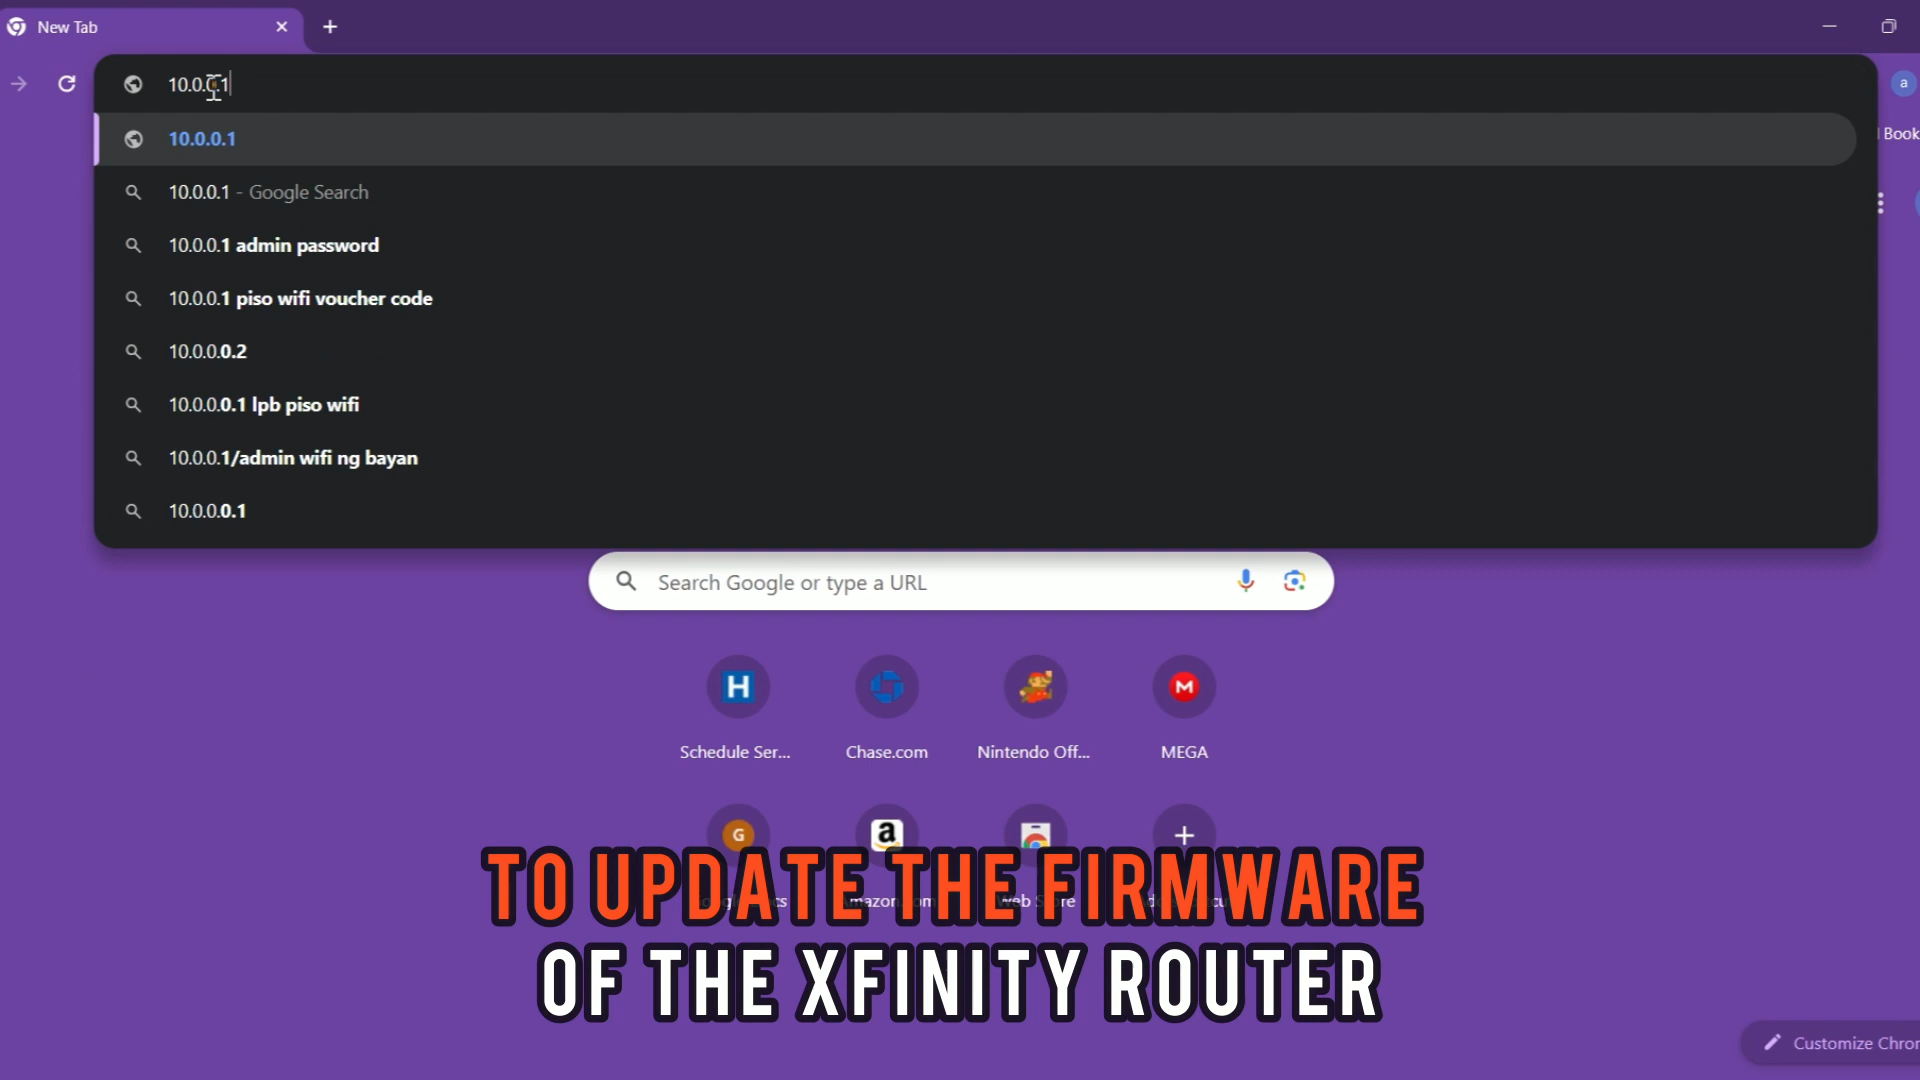 New Tab
10.0.0.1
a
Book
10.0.0.1
10.0.0.1 - Google Search
10.0.0.1 admin password
10.0.0.1 piso wifi voucher code
10.0.0.0.2
10.0.0.0.1 lpb piso wifi
10.0.0.1/admin wifi ng bayan
10.0.0.0.1
Search Google or type a URL
H
M
Schedule Ser...
Chase.com
Nintendo Off...
MEGA
G
a
TO UPDATE THE FIRMWARE
OF THE XFINITY ROUTER
Customize Chror